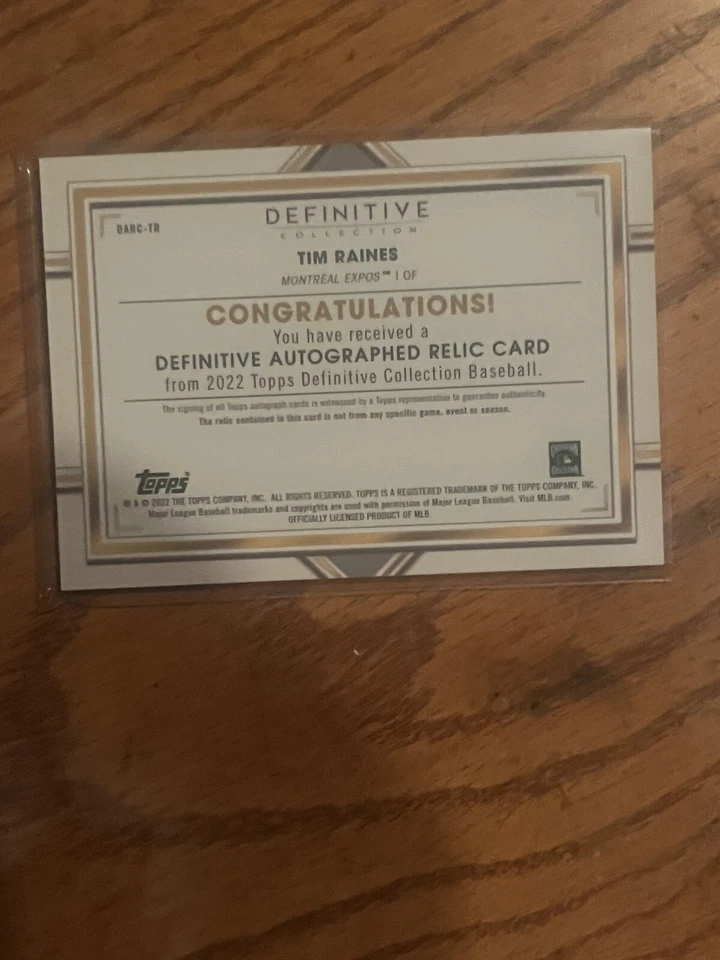 DARC-TR
DEFINITIVE
COLLECTION
TIM RAINES
MONTREAL EXPOS™ | OF
CONGRATULATIONS!
You have received a
DEFINITIVE AUTOGRAPHED RELIC CARD
from 2022 Topps Definitive Collection Baseball.
The signing of all Topps autograph cards is witnessed by a Topps representative to guarantee authenticity.
The relic contained in this card is not from any specific game, event or season.
Topps
® & © 2022 THE TOPPS COMPANY, INC. ALL RIGHTS RESERVED. TOPPS IS A REGISTERED TRADEMARK OF THE TOPPS COMPANY, INC.
Major League Baseball trademarks and copyrights are used with permission of Major League Baseball. Visit MLB.com.
OFFICIALLY LICENSED PRODUCT OF MLB.